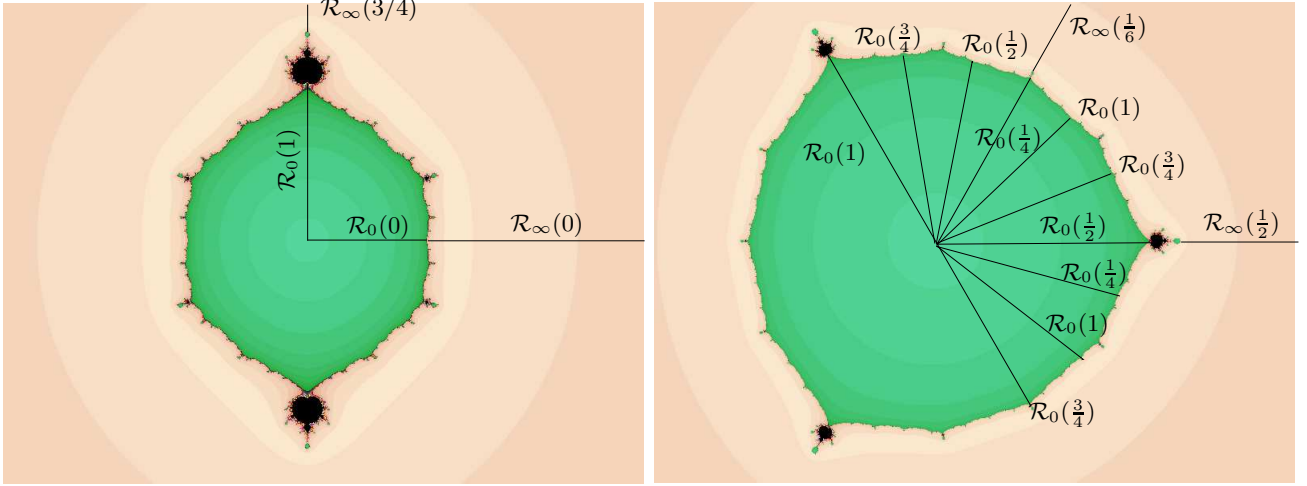 R∞(3/4)
R0(1)
R0(0)
R∞(0)
R0(3/4)
R0(1/2)
R∞(1/6)
R0(1)
R0(1/4)
R0(1)
R0(3/4)
R0(1/2)
R∞(1/2)
R0(1/4)
R0(1)
R0(3/4)